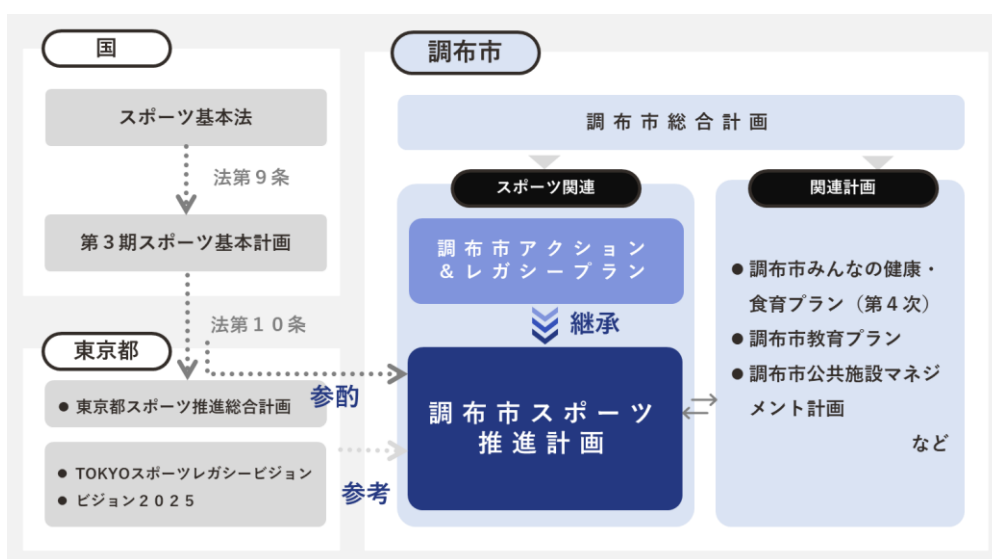 国
スポーツ基本法
法第９条
第３期スポーツ基本計画
法第１０条
東京都
● 東京都スポーツ推進総合計画
参酌
● TOKYOスポーツレガシービジョン
● ビジョン２０２５
参考
調布市
調布市総合計画
スポーツ関連
調布市アクション
＆レガシープラン
継承
調布市スポーツ
推進計画
関連計画
● 調布市みんなの健康・
食育プラン（第４次）
● 調布市教育プラン
● 調布市公共施設マネジ
メント計画
など